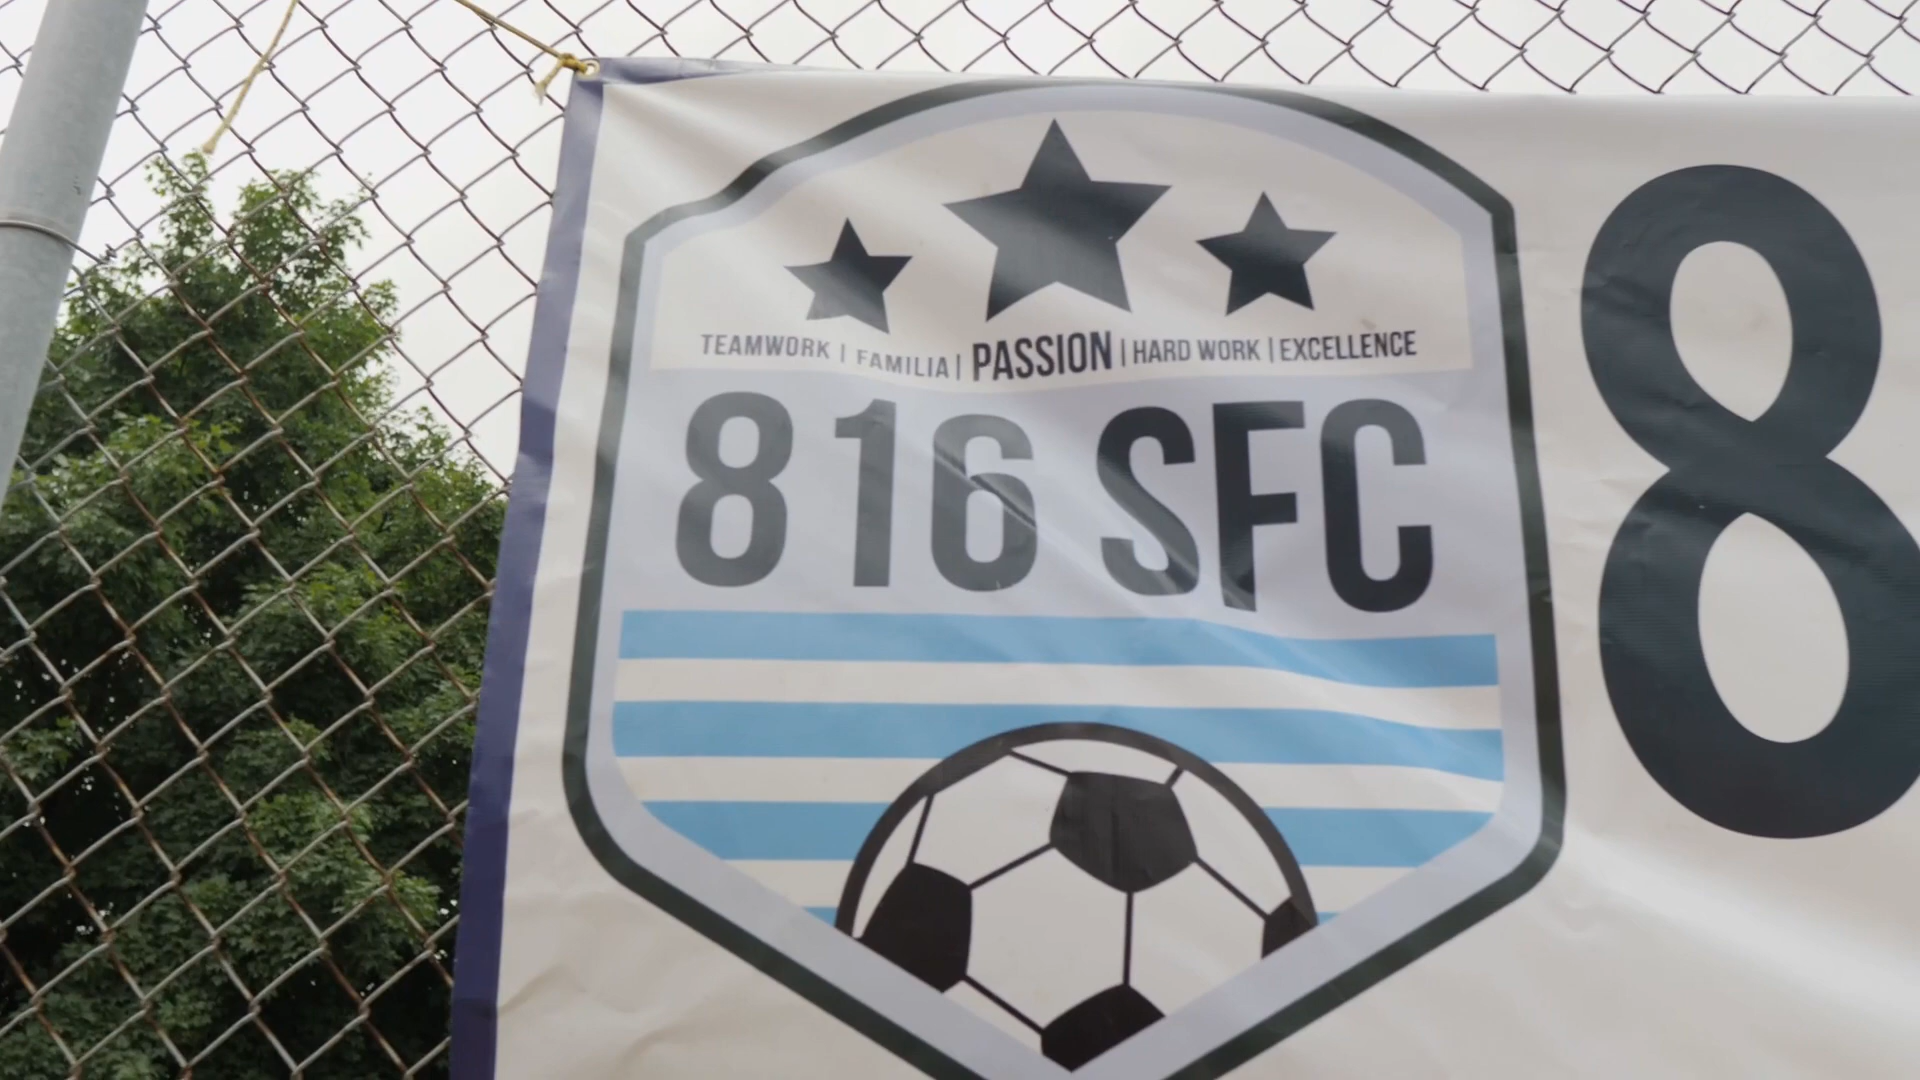 TEAMWORK | FAMILIA | PASSION | HARD WORK | EXCELLENCE
816 SFC
8